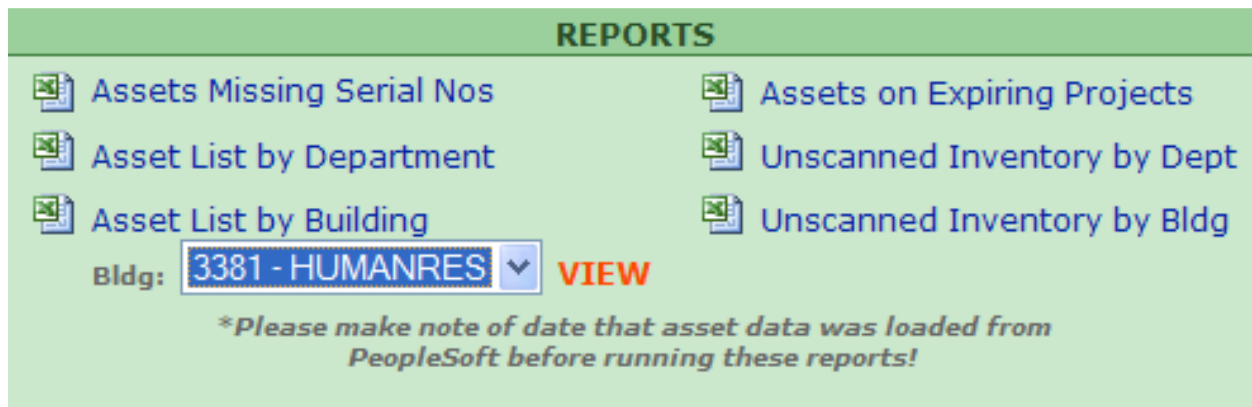 REPORTS
Assets Missing Serial Nos
Assets on Expiring Projects
Asset List by Department
Unscanned Inventory by Dept
Asset List by Building
Unscanned Inventory by Bldg
Bldg: 3381 - HUMANRES VIEW
*Please make note of date that asset data was loaded from
PeopleSoft before running these reports!